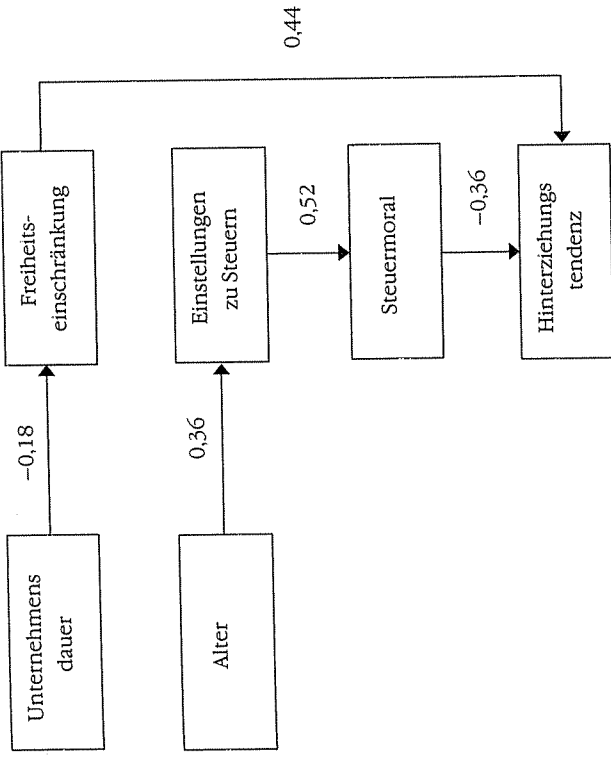 Unternehmens
dauer
−0,18
Freiheits-
einschränkung
Alter
0,36
Einstellungen
zu Steuern
0,44
0,52
Steuermoral
−0,36
Hinterziehungs
tendenz